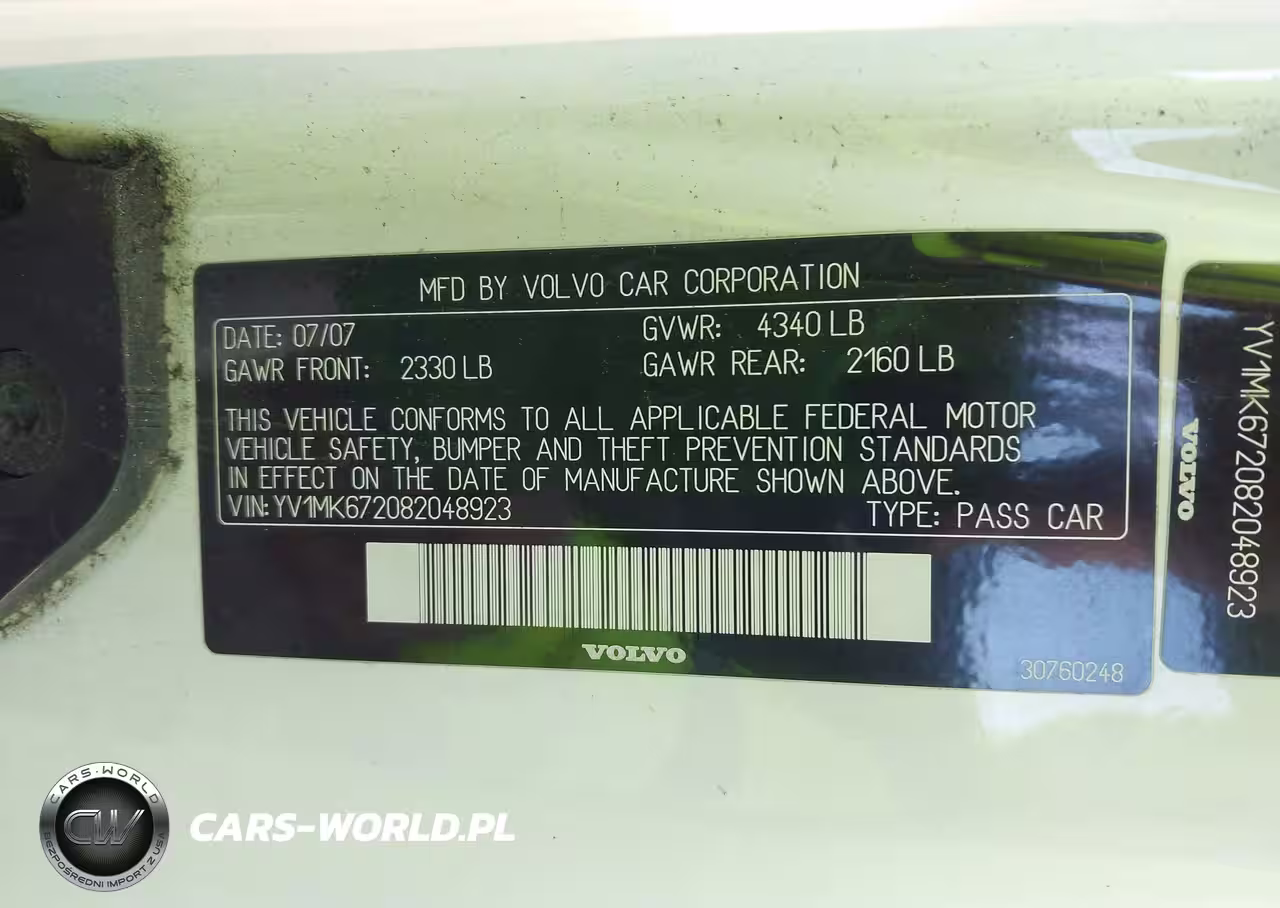 MFD BY VOLVO CAR CORPORATION
DATE: 07/07 GVWR: 4340 LB
GAWR FRONT: 2330 LB GAWR REAR: 2160 LB
THIS VEHICLE CONFORMS TO ALL APPLICABLE FEDERAL MOTOR
VEHICLE SAFETY, BUMPER AND THEFT PREVENTION STANDARDS
IN EFFECT ON THE DATE OF MANUFACTURE SHOWN ABOVE.
VIN: YV1MK672082048923 TYPE: PASS CAR
VOLVO
30760248
YV1MK672082048923
VOLVO
CARS-WORLD
CW
BEZPOŚREDNI IMPORT Z USA
CARS-WORLD.PL